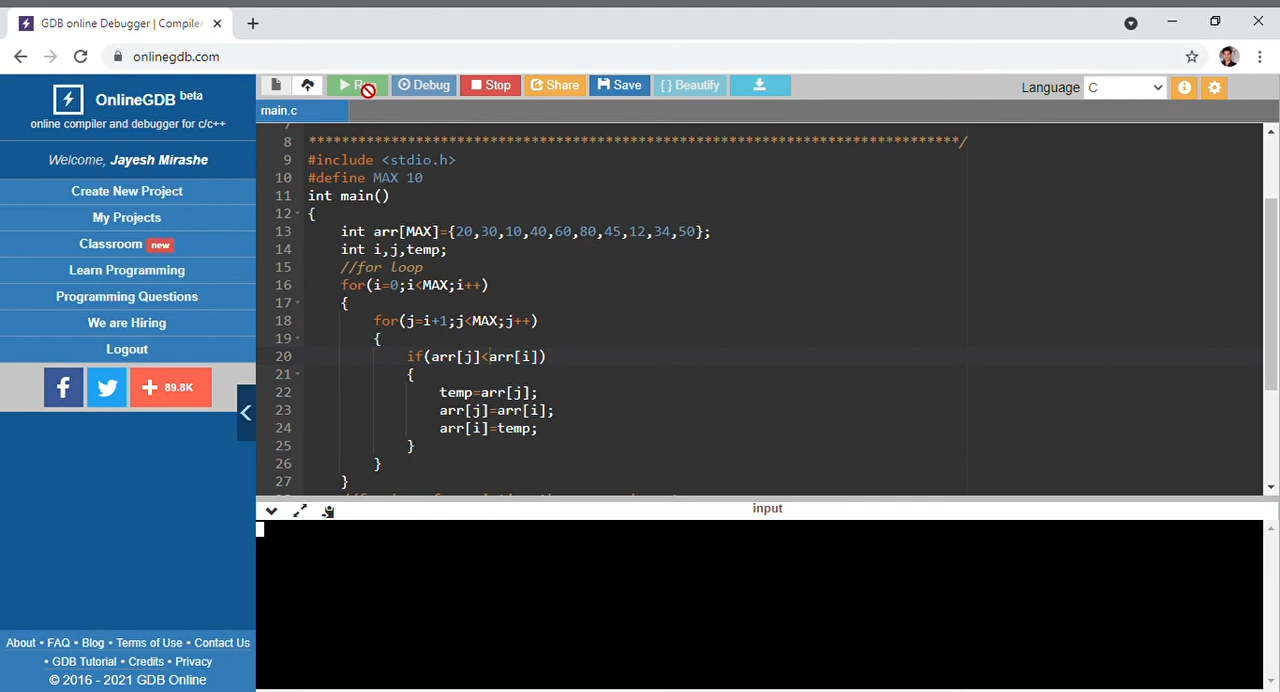 GDB online Debugger | Compiler
onlinegdb.com
OnlineGDB beta
online compiler and debugger for c/c++
Welcome, Jayesh Mirashe
Create New Project
My Projects
Classroom new
Learn Programming
Programming Questions
We are Hiring
Logout
+ 89.8K
About • FAQ • Blog • Terms of Use • Contact Us
• GDB Tutorial • Credits • Privacy
© 2016 - 2021 GDB Online
Debug Stop Share Save { } Beautify Language C
main.c
7
8 *******************************************************************************/
9 #include <stdio.h>
10 #define MAX 10
11 int main()
12 {
13 int arr[MAX]={20,30,10,40,60,80,45,12,34,50};
14 int i,j,temp;
15 //for loop
16 for(i=0;i<MAX;i++)
17 {
18 for(j=i+1;j<MAX;j++)
19 {
20 if(arr[j]<arr[i])
21 {
22 temp=arr[j];
23 arr[j]=arr[i];
24 arr[i]=temp;
25 }
26 }
27 }
input